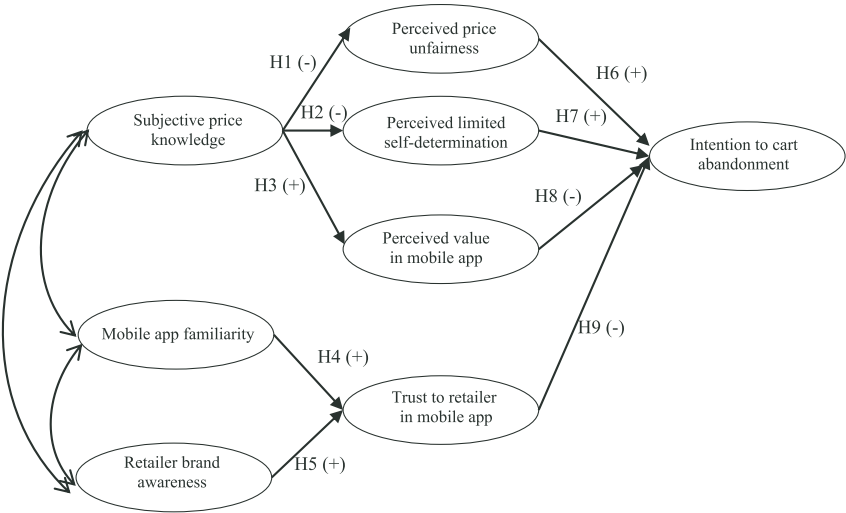 Perceived price
unfairness
H1 (-)
H6 (+)
Subjective price
knowledge
H2 (-)
Perceived limited
self-determination
H7 (+)
Intention to cart
abandonment
H3 (+)
H8 (-)
Perceived value
in mobile app
Mobile app familiarity
H4 (+)
H9 (-)
Trust to retailer
in mobile app
Retailer brand
awareness
H5 (+)